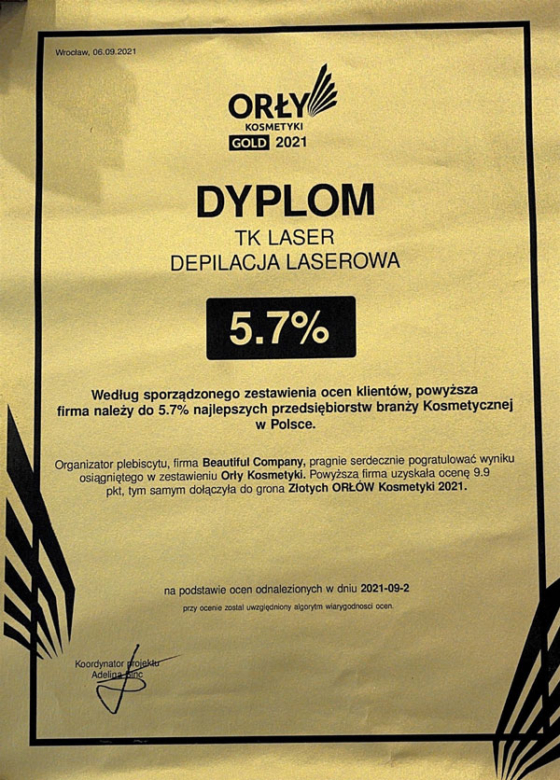 Wrocław, 06.09.2021
ORŁY
KOSMETYKI
GOLD 2021
DYPLOM
TK LASER
DEPILACJA LASEROWA
5.7%
Według sporządzonego zestawienia ocen klientów, powyższa
firma należy do 5.7% najlepszych przedsiębiorstw branży Kosmetycznej
w Polsce.
Organizator plebiscytu, firma Beautiful Company, pragnie serdecznie pogratulować wyniku
osiągniętego w zestawieniu Orły Kosmetyki. Powyższa firma uzyskała ocenę 9.9
pkt, tym samym dołączyła do grona Złotych ORŁÓW Kosmetyki 2021.
na podstawie ocen odnalezionych w dniu 2021-09-2
przy ocenie został uwzględniony algorytm wiarygodności ocen.
Koordynator projektu
Adelina